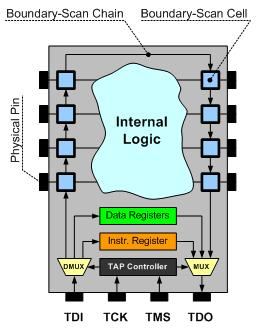 Boundary-Scan Chain
Boundary-Scan Cell
Physical Pin
Internal
Logic
Data Registers
Instr. Register
DMUX
TAP Controller
MUX
TDI
TCK
TMS
TDO